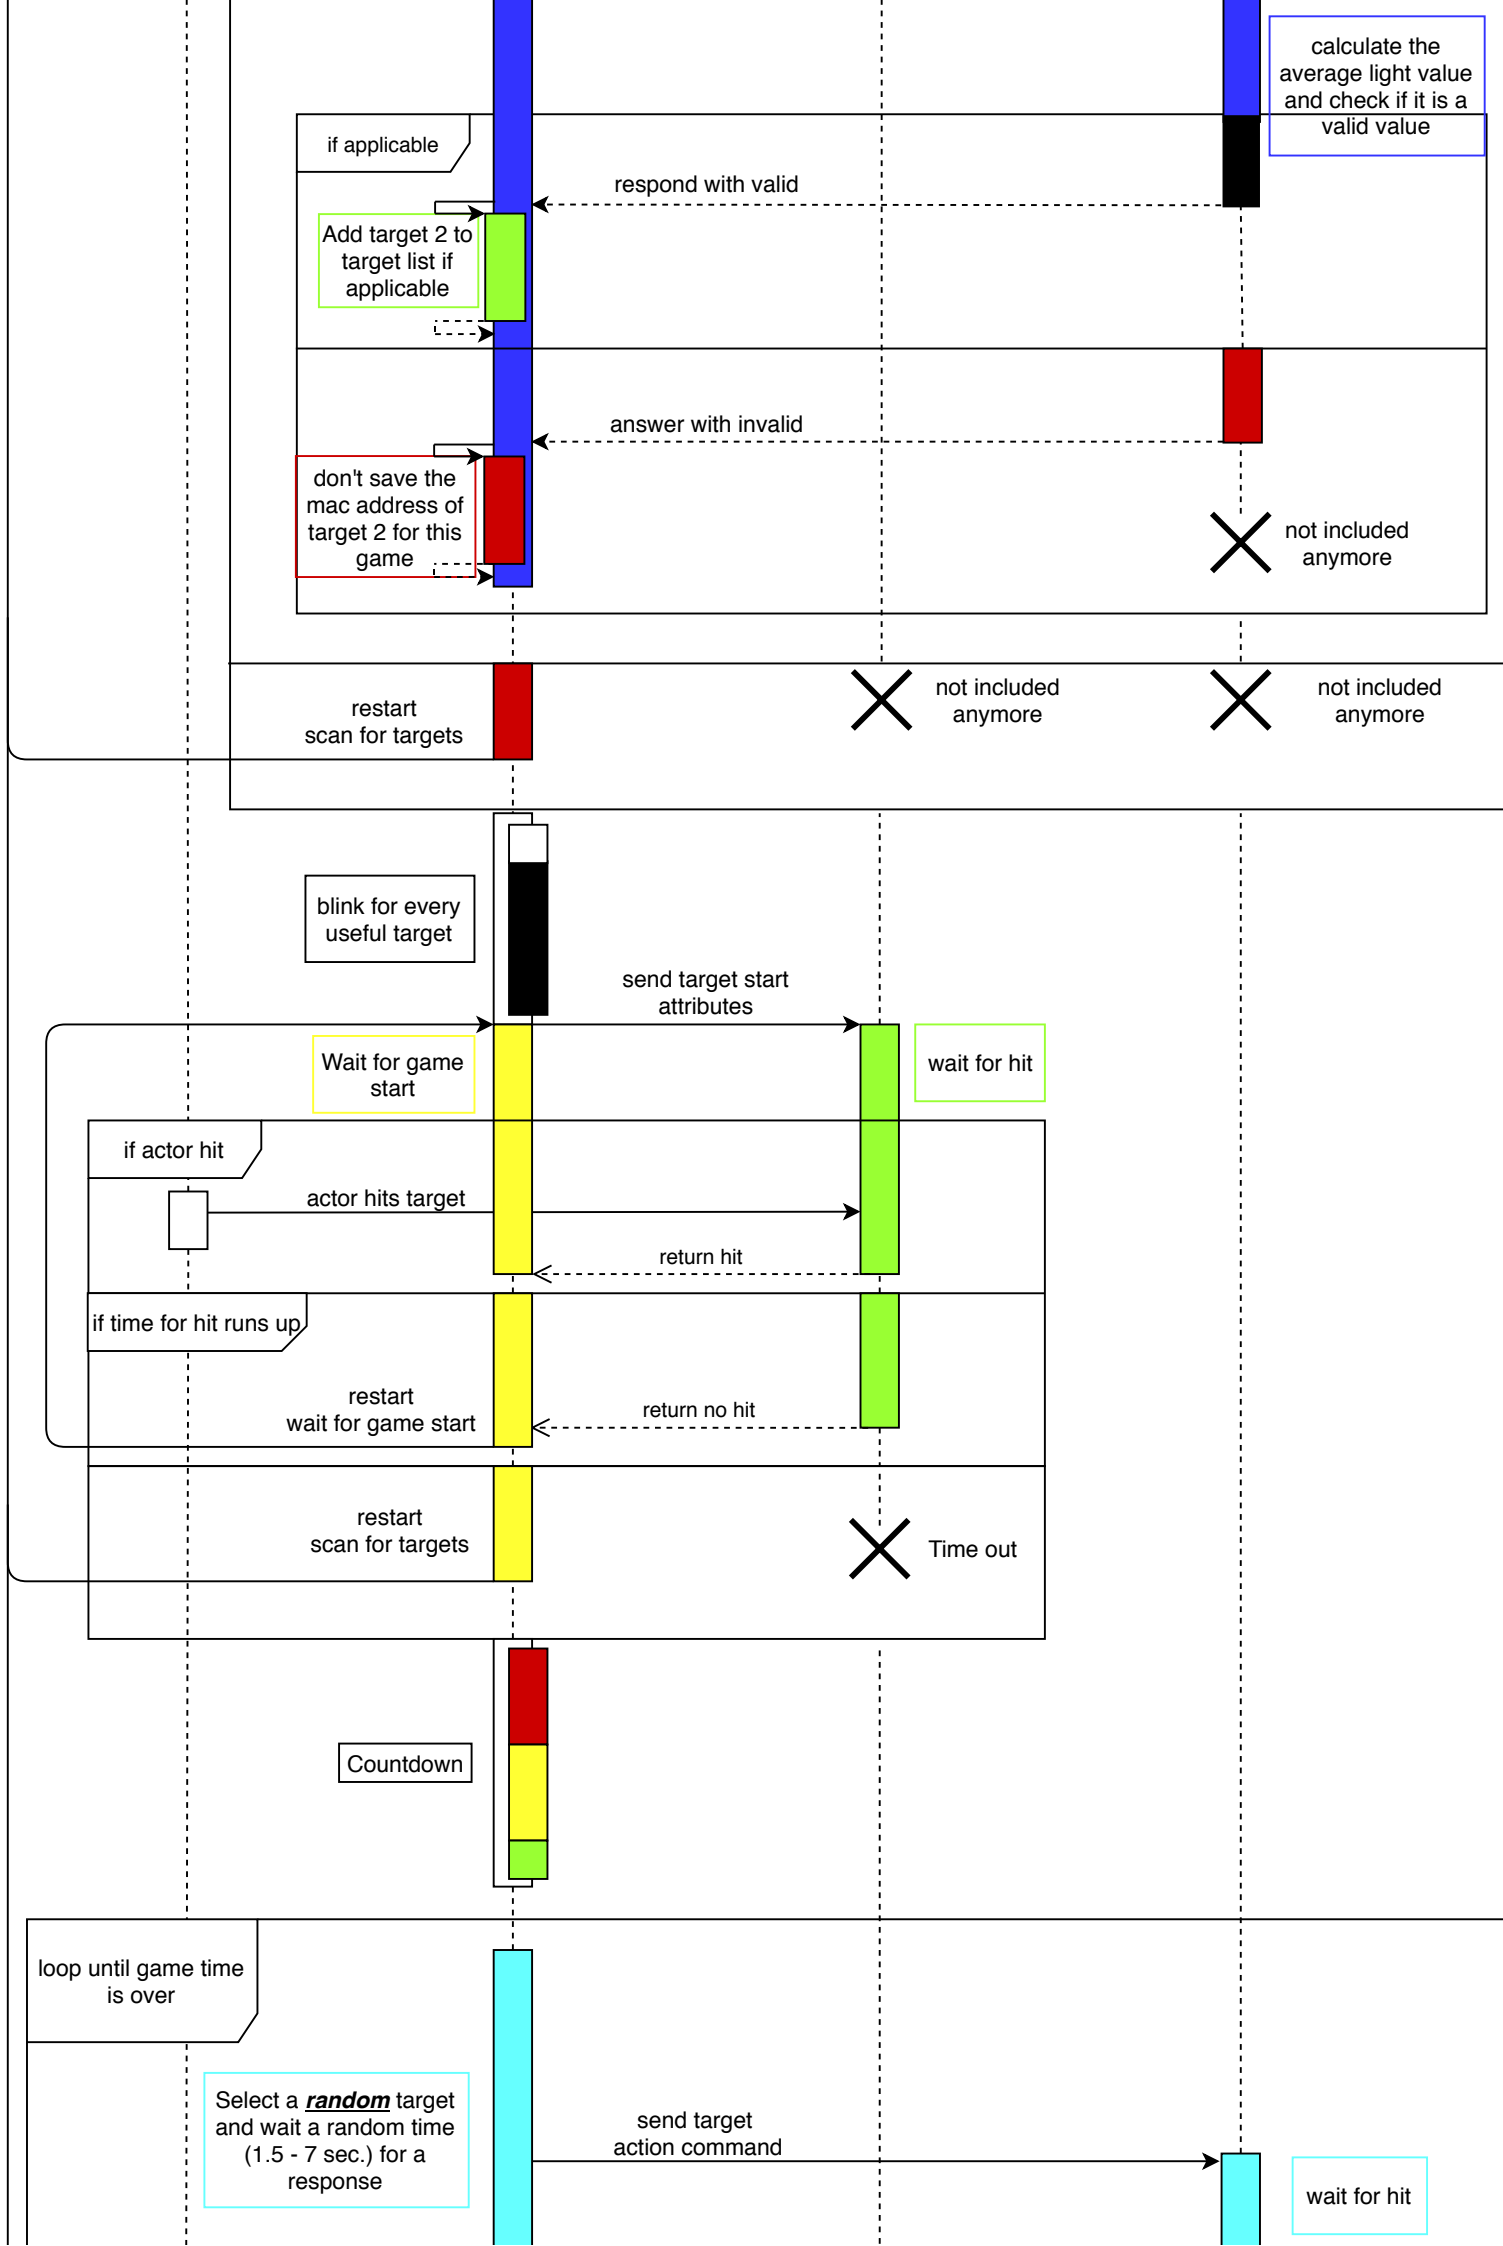 calculate the
average light value
and check if it is a
valid value
if applicable
respond with valid
Add target 2 to
target list if
applicable
answer with invalid
don't save the
mac address of
target 2 for this
game
not included
anymore
restart
scan for targets
not included
anymore
not included
anymore
blink for every
useful target
send target start
attributes
Wait for game
start
wait for hit
if actor hit
actor hits target
return hit
if time for hit runs up
restart
wait for game start
return no hit
restart
scan for targets
Time out
Countdown
loop until game time
is over
Select a random target
and wait a random time
(1.5 - 7 sec.) for a
response
send target
action command
wait for hit